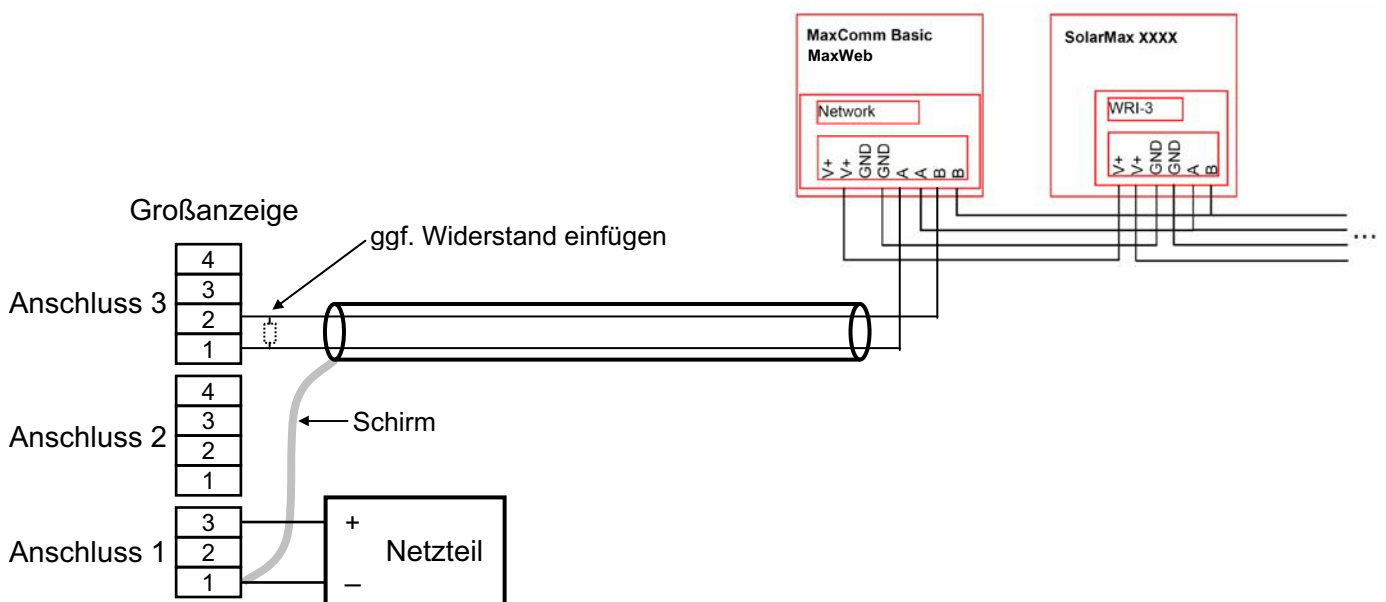 MaxComm Basic
MaxWeb
Network
V+ V+ GND GND A A B B
SolarMax XXXX
WRI-3
V+ V+ GND GND A B
...
Großanzeige
ggf. Widerstand einfügen
Anschluss 3
4
3
2
1
Schirm
Anschluss 2
4
3
2
1
Anschluss 1
3
2
1
+
Netzteil
–